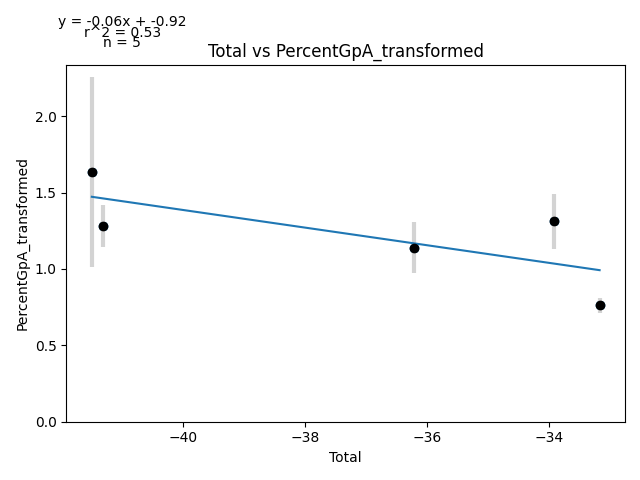 y = -0.06x + -0.92
r^2 = 0.53
n = 5
Total vs PercentGpA_transformed
2.0
1.5
1.0
0.5
0.0
PercentGpA_transformed
−40
−38
−36
−34
Total